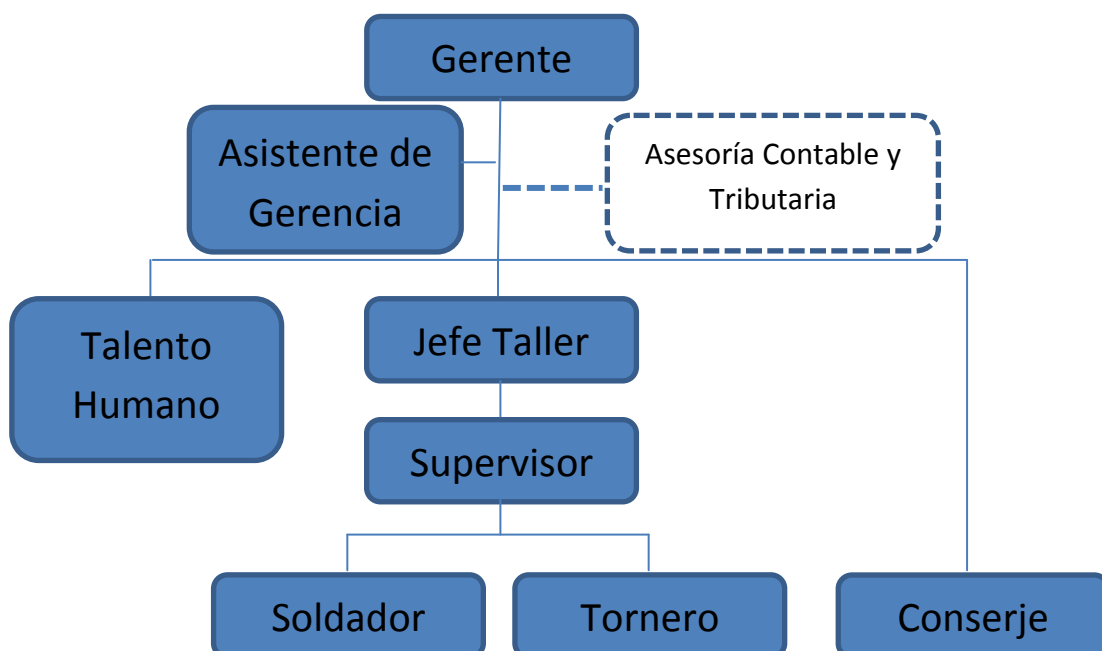 Gerente
Asistente de
Gerencia
Asesoría Contable y
Tributaria
Talento
Humano
Jefe Taller
Supervisor
Soldador
Tornero
Conserje